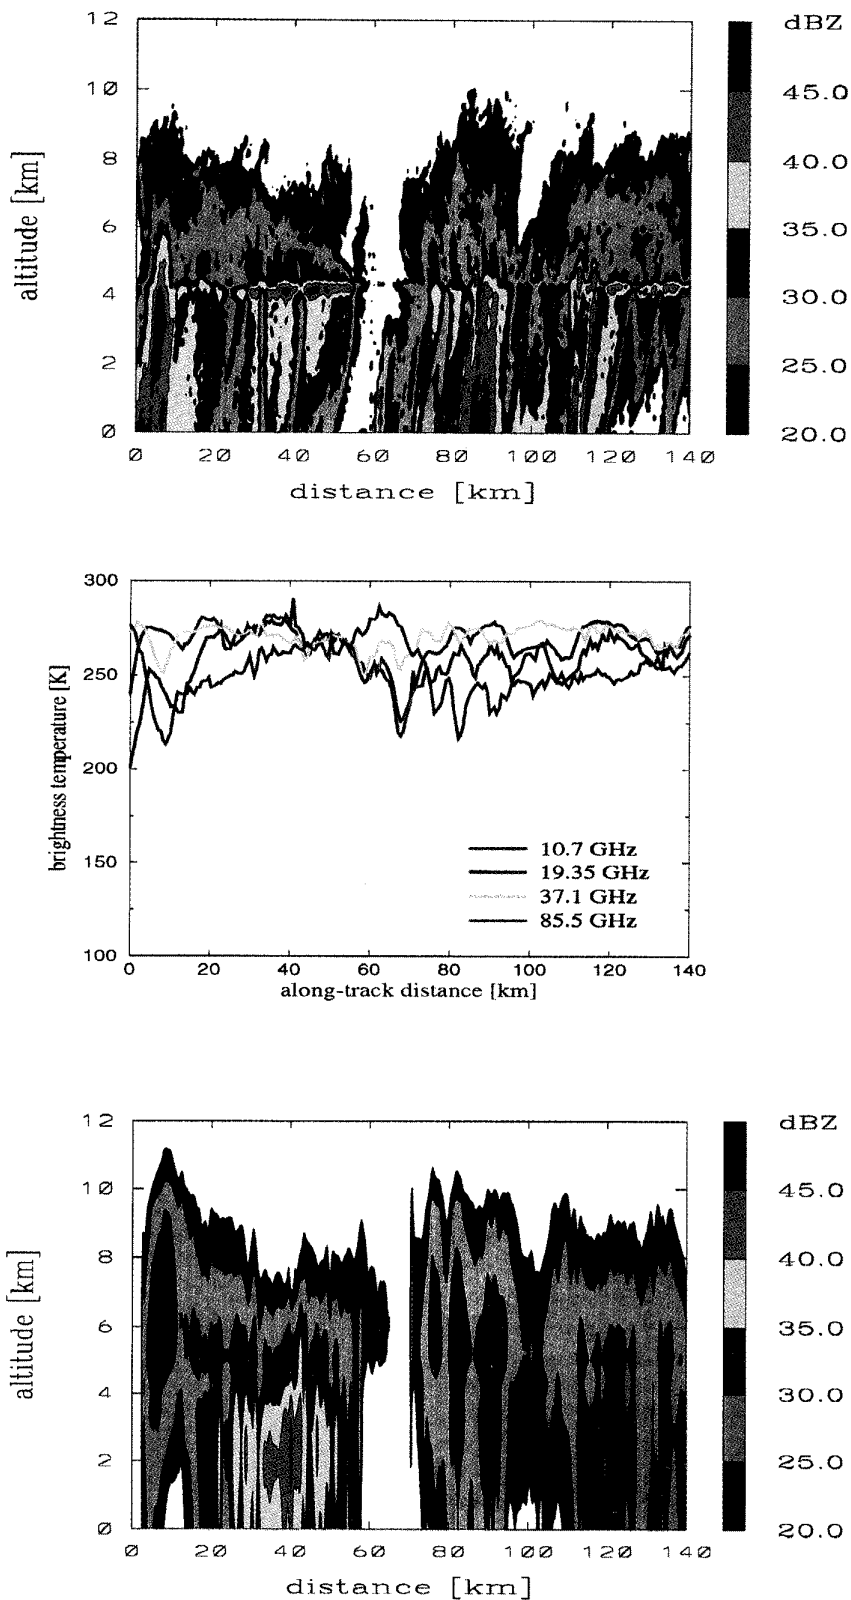 12
10
8
6
4
2
0
altitude [km]
0 20 40 60 80 100 120 140
distance [km]
dBZ
45.0
40.0
35.0
30.0
25.0
20.0
300
250
200
150
100
brightness temperature [K]
10.7 GHz
19.35 GHz
37.1 GHz
85.5 GHz
0 20 40 60 80 100 120 140
along-track distance [km]
12
10
8
6
4
2
0
altitude [km]
0 20 40 60 80 100 120 140
distance [km]
dBZ
45.0
40.0
35.0
30.0
25.0
20.0